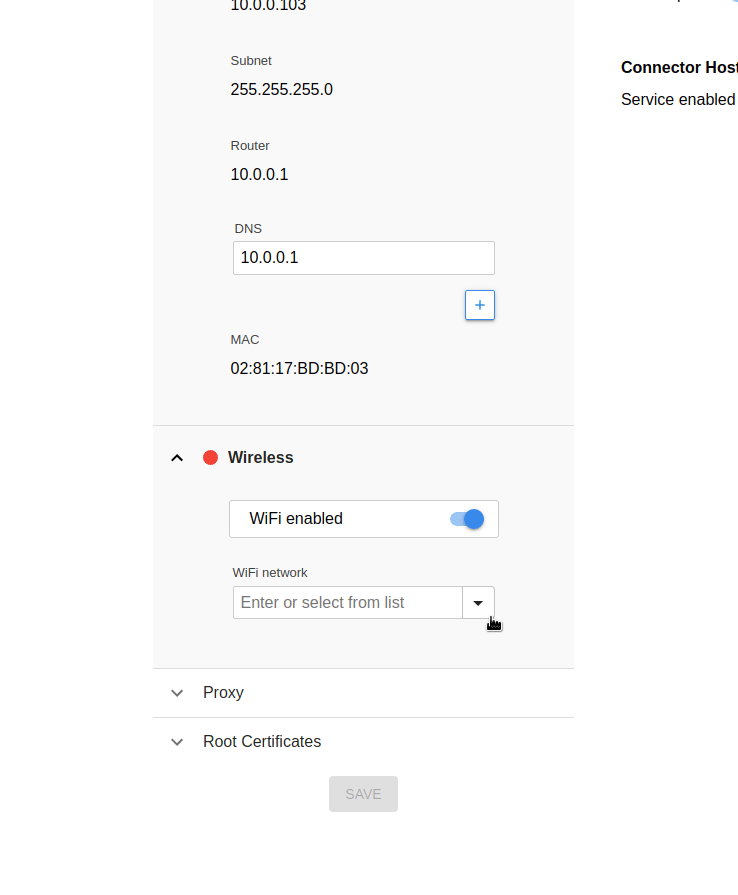 10.0.0.103
Subnet
255.255.255.0
Router
10.0.0.1
DNS
10.0.0.1
+
MAC
02:81:17:BD:BD:03
Wireless
WiFi enabled
WiFi network
Enter or select from list
Proxy
Root Certificates
SAVE
Connector Host
Service enabled